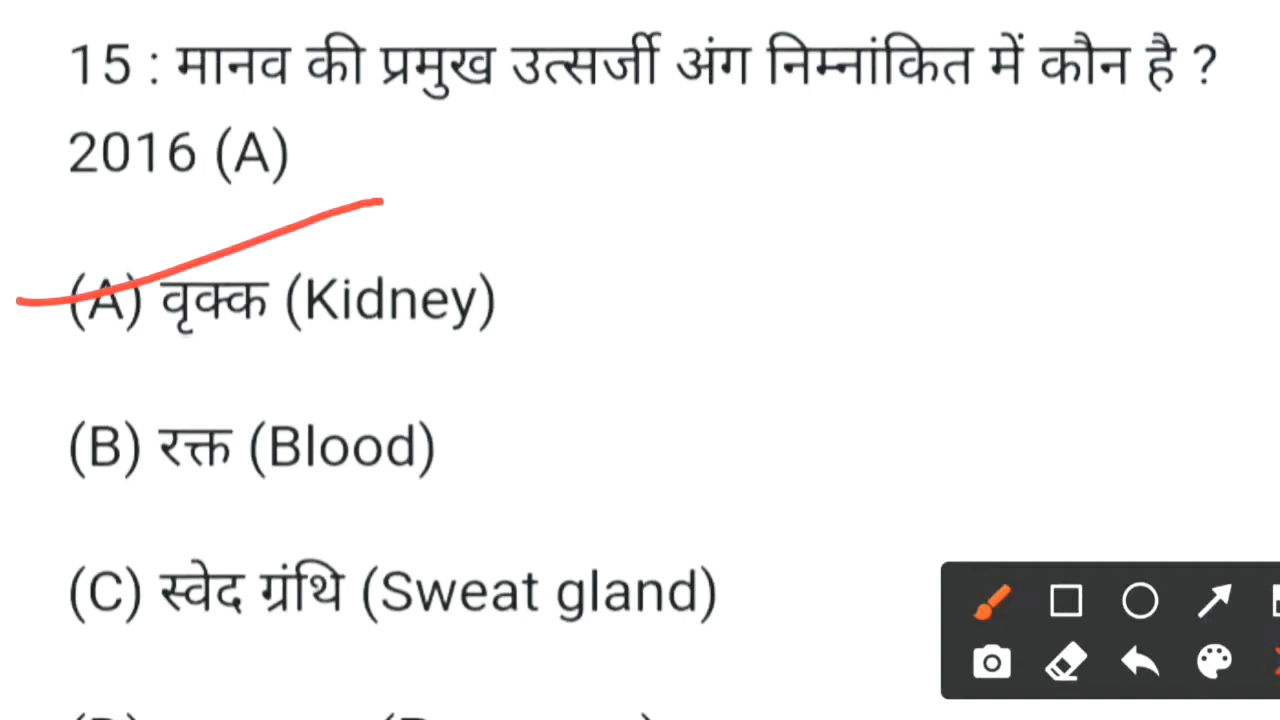 15 : मानव की प्रमुख उत्सर्जी अंग निम्नांकित में कौन है ?
2016 (A)
(A) वृक्क (Kidney)
(B) रक्त (Blood)
(C) स्वेद ग्रंथि (Sweat gland)